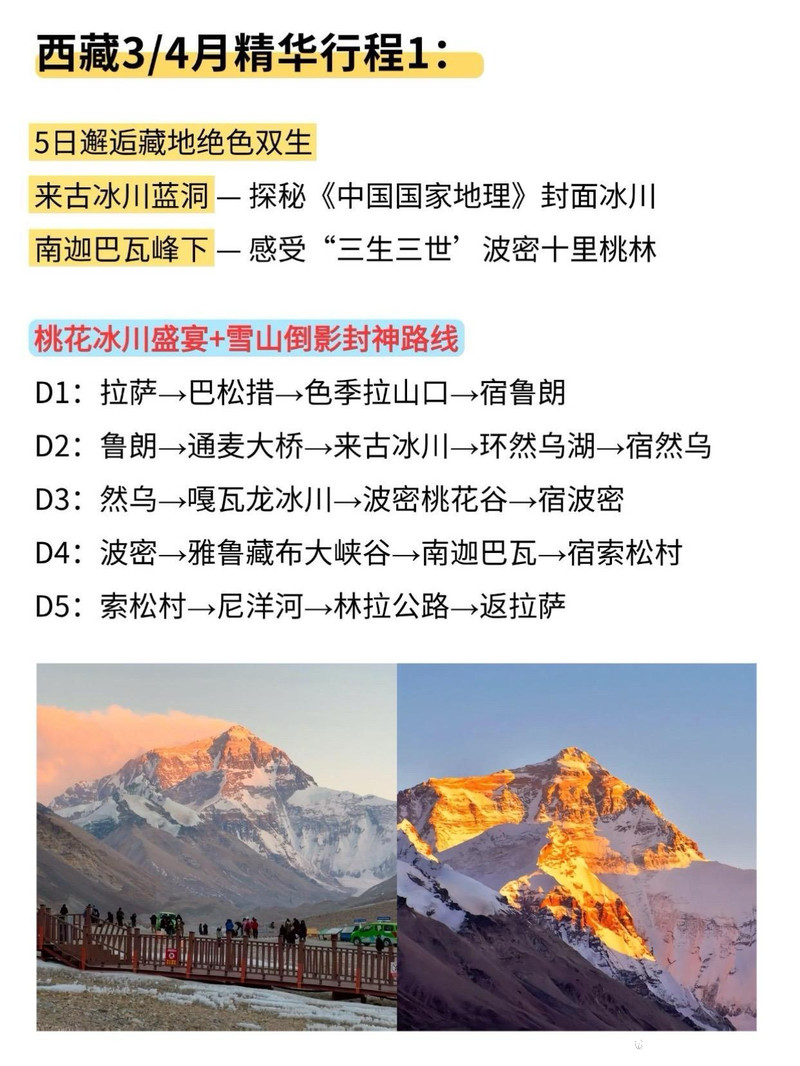 西藏3/4月精华行程1：
5日邂逅藏地绝色双生
来古冰川蓝洞 — 探秘《中国国家地理》封面冰川
南迦巴瓦峰下 — 感受“三生三世’波密十里桃林
桃花冰川盛宴+雪山倒影封神路线
D1：拉萨→巴松措→色季拉山口→宿鲁朗
D2：鲁朗→通麦大桥→来古冰川→环然乌湖→宿然乌
D3：然乌→嘎瓦龙冰川→波密桃花谷→宿波密
D4：波密→雅鲁藏布大峡谷→南迦巴瓦→宿索松村
D5：索松村→尼洋河→林拉公路→返拉萨